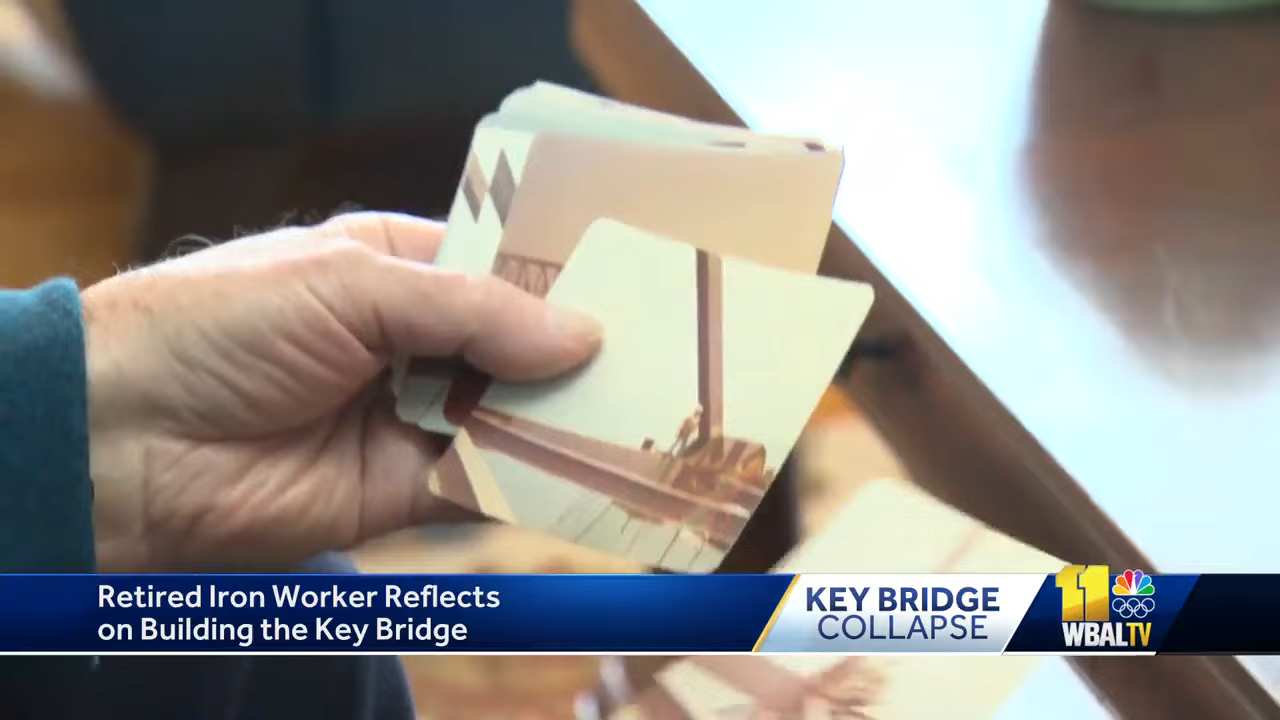 Retired Iron Worker Reflects
on Building the Key Bridge
KEY BRIDGE
COLLAPSE
11
WBALTV